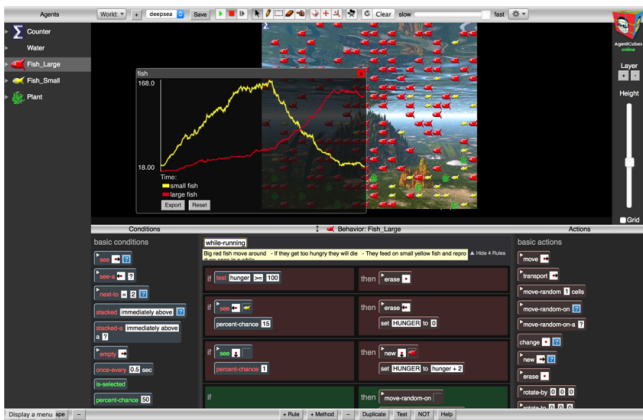 Agents
World:
+
deepsea
Save
Clear
slow
fast
Counter
Water
Fish_Large
Fish_Small
Plant
AgentCubes
online
Layer
+ -
Height
Grid
fish
168.0
18.00
Time:
small fish
large fish
Export Reset
Conditions
Behavior: Fish_Large
Actions
basic conditions
see ?
see-a ?
next-to = 2 ?
stacked immediately above ?
stacked-a immediately above
a ?
empty
once-every 0.5 sec
is-selected
percent-chance 50
while-running
Big red fish move around - If they get too hungry they will die - They feed on small yellow fish and repro
Hide 4 Rules
if test hunger >= 100 then erase
if see then erase
percent-chance 15 set HUNGER to 0
if see then new
percent-chance 1 set HUNGER to hunger + 2
if then move-random-on
basic actions
move
transport
move-random 1 cells
move-random-on ?
move-random-on-a ?
change ?
new ?
erase
rotate-by 0 0 0
Display a menu
ape
-
+ Rule + Method - Duplicate Test NOT Help